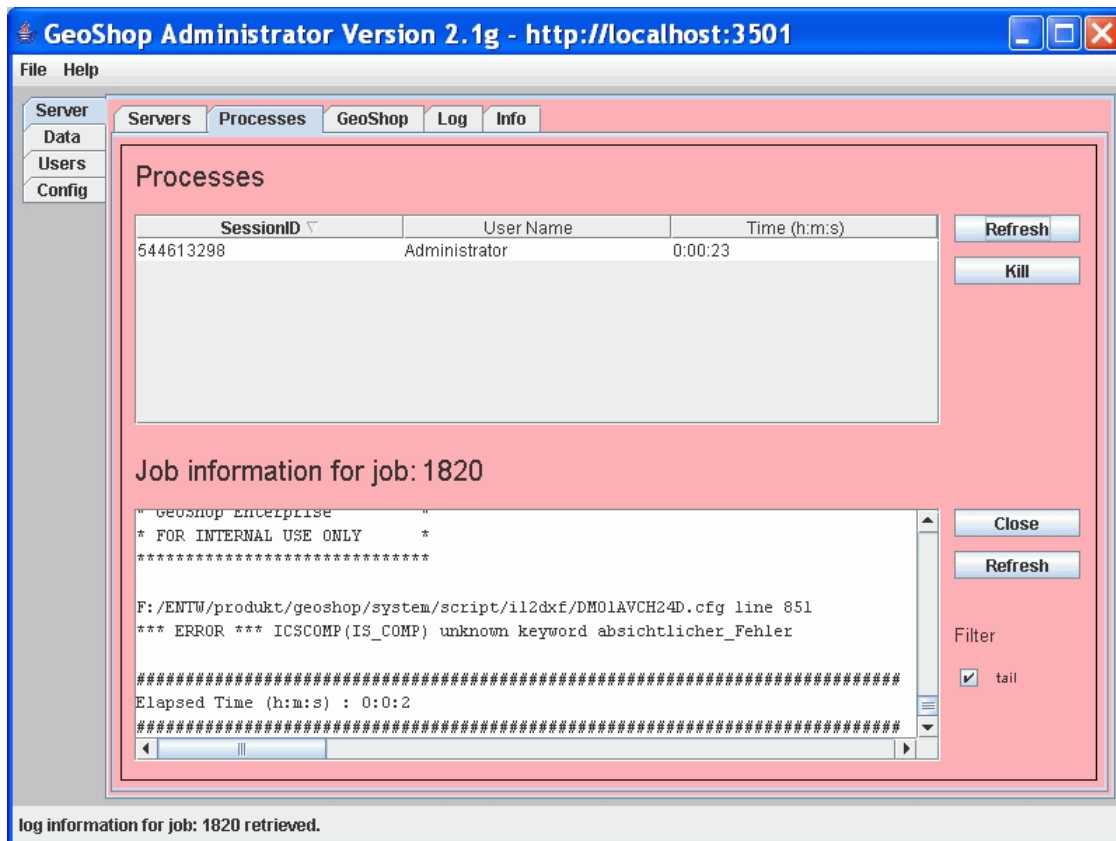 GeoShop Administrator Version 2.1g - http://localhost:3501
File Help
Server
Data
Users
Config
Servers Processes GeoShop Log Info
Processes
SessionID User Name Time (h:m:s)
544613298 Administrator 0:00:23
Refresh
Kill
Job information for job: 1820
* GeoShop Enterprise *
* FOR INTERNAL USE ONLY *
******************************
F:/ENTW/produkt/geoshop/system/script/il2dxf/DM01AVCH24D.cfg line 851
*** ERROR *** ICSCOMP(IS_COMP) unknown keyword absichtlicher_Fehler
##############################################################################
Elapsed Time (h:m:s) : 0:0:2
##############################################################################
Close
Refresh
Filter
tail
log information for job: 1820 retrieved.